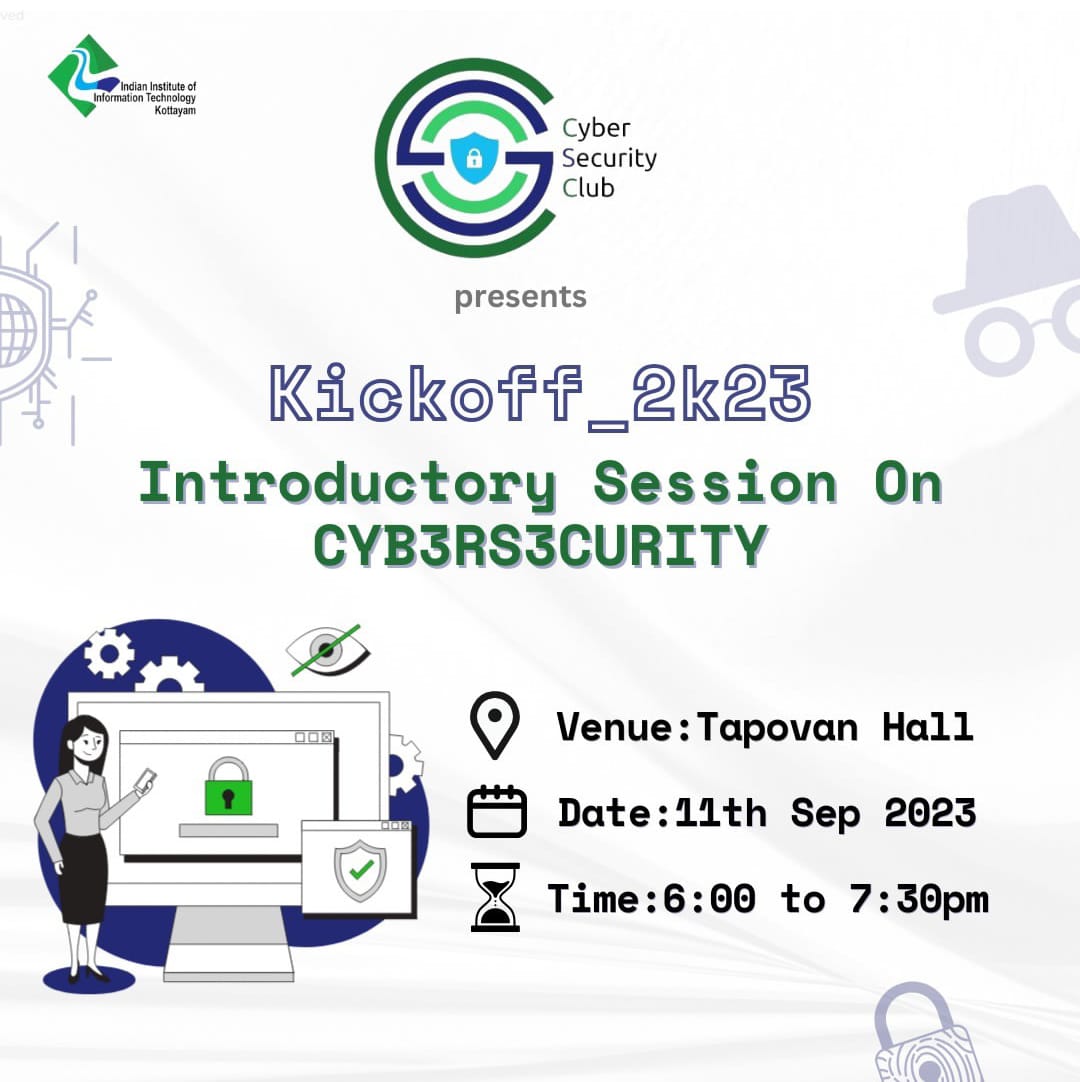 ved
Indian Institute of
Information Technology
Kottayam
Cyber
Security
Club
presents
Kickoff_2k23
Introductory Session On
CYB3RS3CURITY
Venue:Tapovan Hall
Date:11th Sep 2023
Time:6:00 to 7:30pm